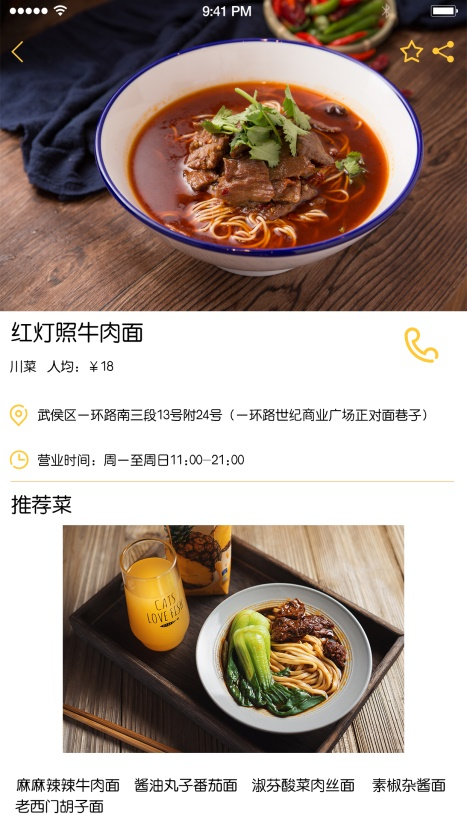 9:41 PM
红灯照牛肉面
川菜 人均：￥18
武侯区一环路南三段13号附24号（一环路世纪商业广场正对面巷子）
营业时间：周一至周日11:00-21:00
推荐菜
CATS
LOVE FISH
麻麻辣辣牛肉面 酱油丸子番茄面 淑芬酸菜肉丝面 素椒杂酱面
老西门胡子面